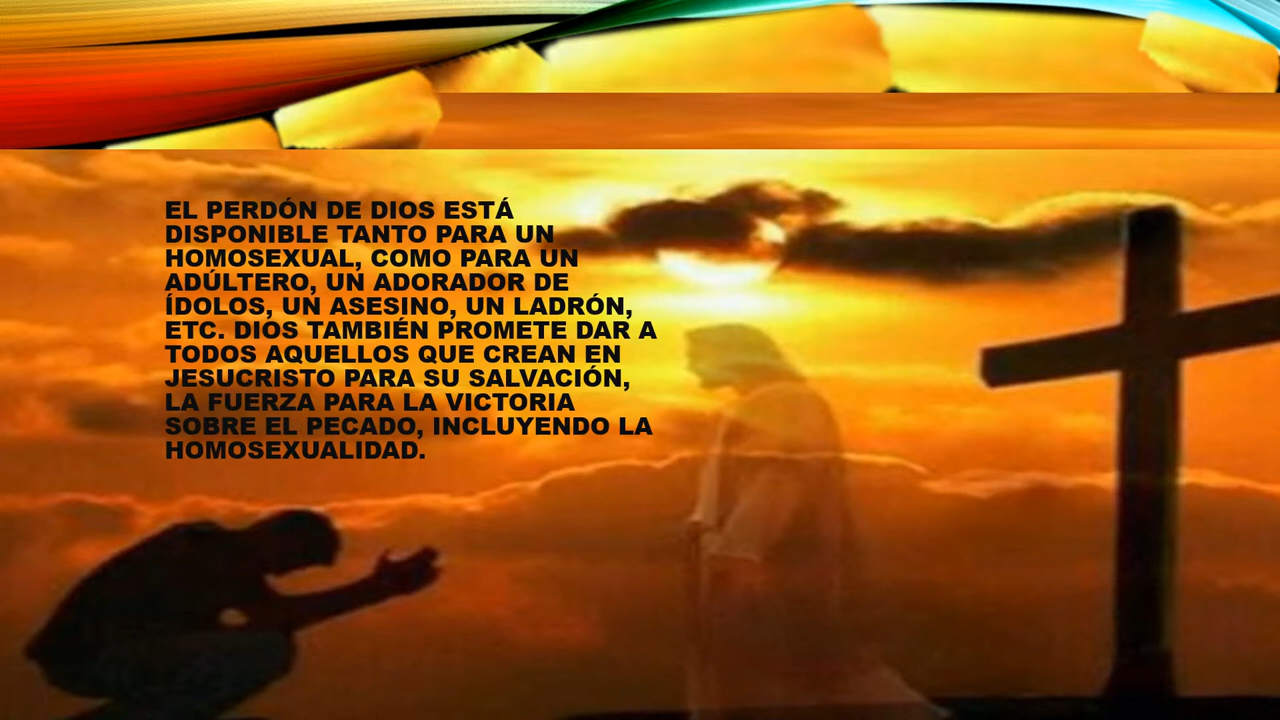 EL PERDÓN DE DIOS ESTÁ
DISPONIBLE TANTO PARA UN
HOMOSEXUAL, COMO PARA UN
ADÚLTERO, UN ADORADOR DE
ÍDOLOS, UN ASESINO, UN LADRÓN,
ETC. DIOS TAMBIÉN PROMETE DAR A
TODOS AQUELLOS QUE CREAN EN
JESUCRISTO PARA SU SALVACIÓN,
LA FUERZA PARA LA VICTORIA
SOBRE EL PECADO, INCLUYENDO LA
HOMOSEXUALIDAD.